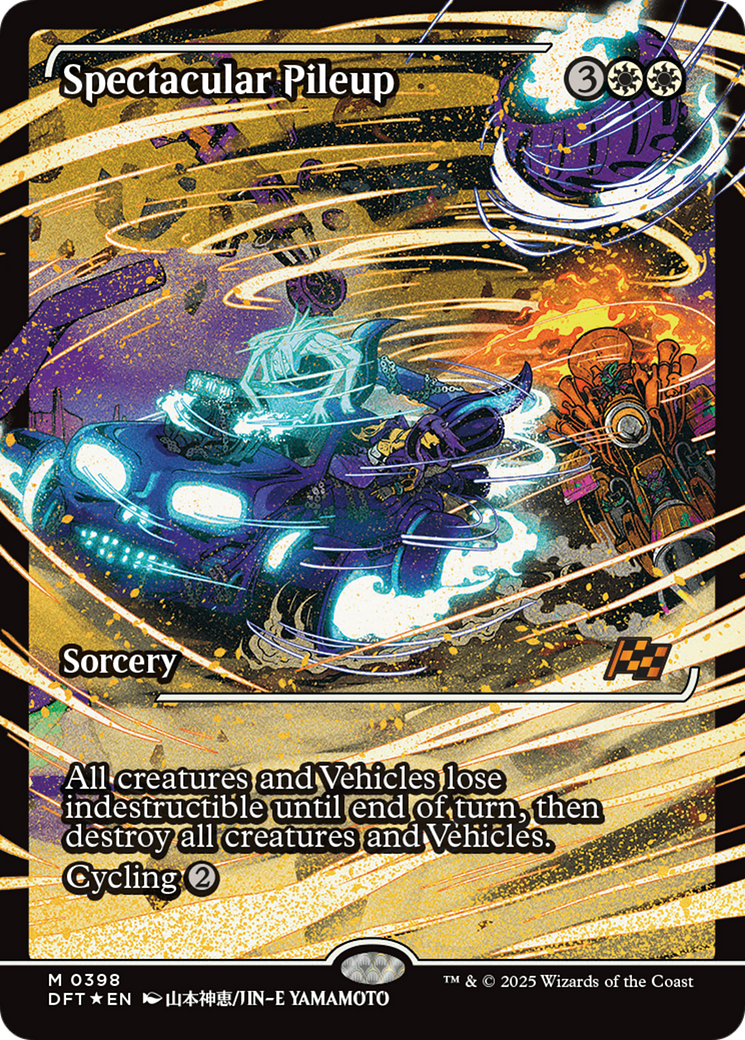 Spectacular Pileup 3
Sorcery
All creatures and Vehicles lose
indestructible until end of turn, then
destroy all creatures and Vehicles.
Cycling 2
M 0398
DFT★EN 山本神恵/JIN-E YAMAMOTO
™ & © 2025 Wizards of the Coast